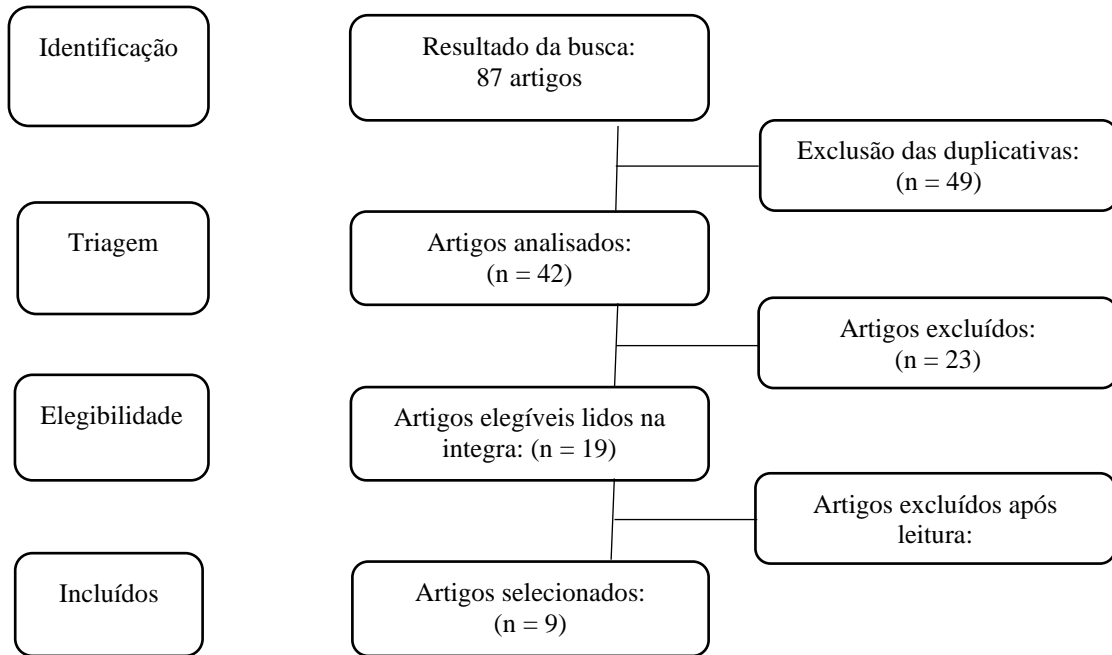 Identificação
Resultado da busca:
87 artigos
Exclusão das duplicativas:
(n = 49)
Triagem
Artigos analisados:
(n = 42)
Artigos excluídos:
(n = 23)
Elegibilidade
Artigos elegíveis lidos na
integra: (n = 19)
Artigos excluídos após
leitura:
Incluídos
Artigos selecionados:
(n = 9)